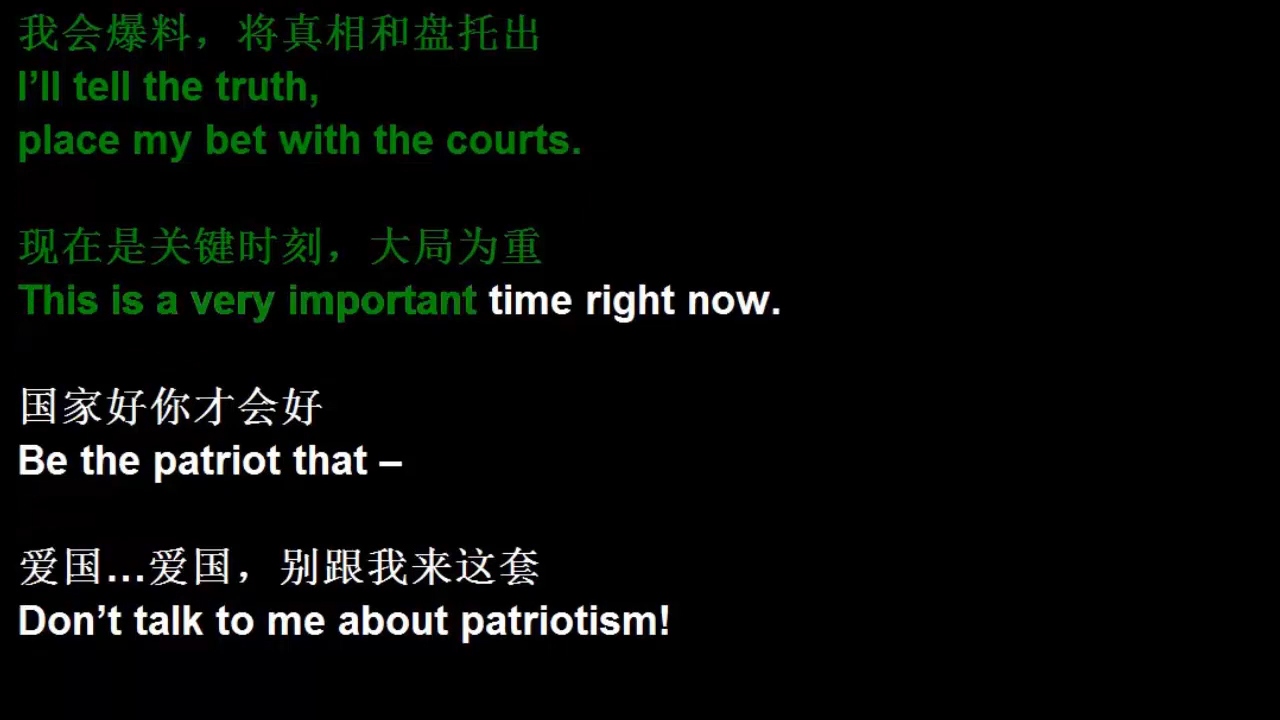 我会爆料，将真相和盘托出
I’ll tell the truth,
place my bet with the courts.
现在是关键时刻，大局为重
This is a very important time right now.
国家好你才会好
Be the patriot that –
爱国…爱国，别跟我来这套
Don’t talk to me about patriotism!